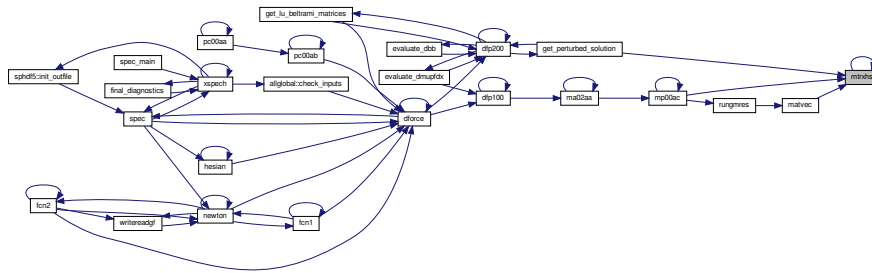 get_lu_beltrami_matrices
pc00aa
evaluate_dbb
dfp200
get_perturbed_solution
pc00ab
spec_main
sphdf5::init_outfile
xspech
allglobal::check_inputs
evaluate_dmupfdx
mtrxhs
final_diagnostics
dfp100
ma02aa
mp00ac
rungmres
matvec
spec
dforce
hesian
fcn2
newton
writereadgf
fcn1